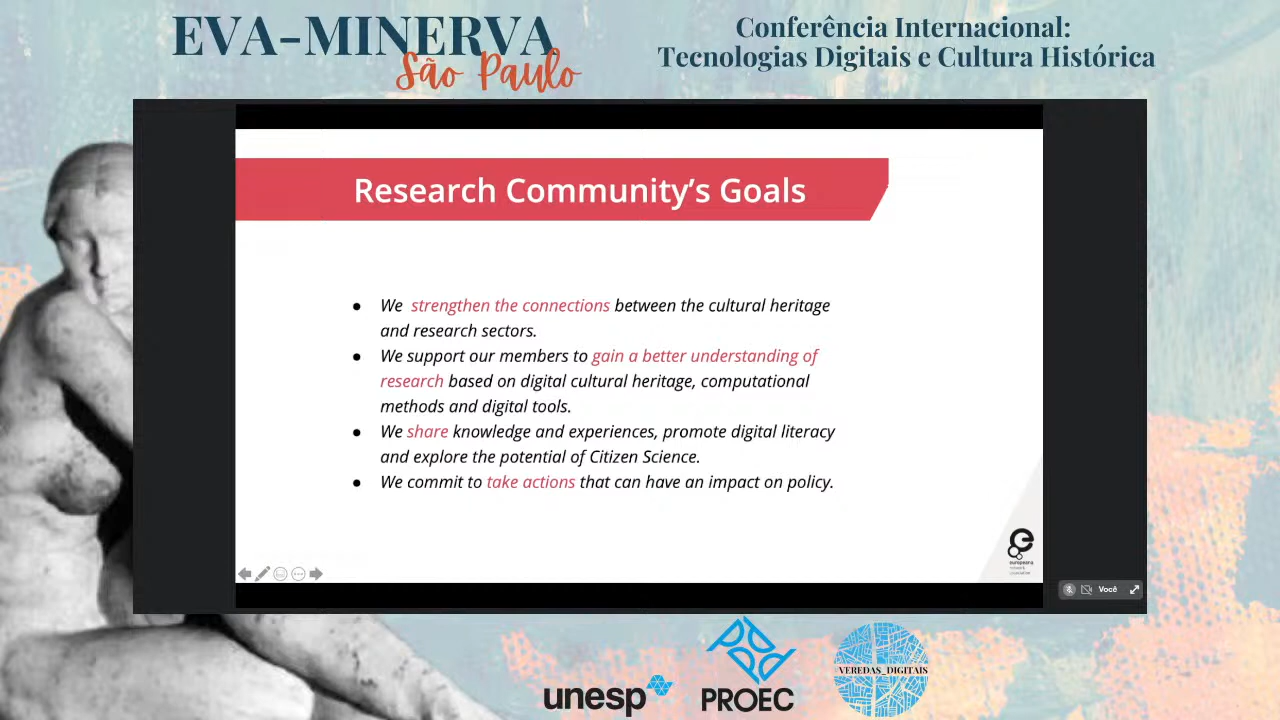 EVA-MINERVA
São Paulo
Conferência Internacional:
Tecnologias Digitais e Cultura Histórica
Research Community’s Goals
● We strengthen the connections between the cultural heritage
and research sectors.
● We support our members to gain a better understanding of
research based on digital cultural heritage, computational
methods and digital tools.
● We share knowledge and experiences, promote digital literacy
and explore the potential of Citizen Science.
● We commit to take actions that can have an impact on policy.
europeana
Você
unesp
PROEC
VEREDAS_DIGITAIS